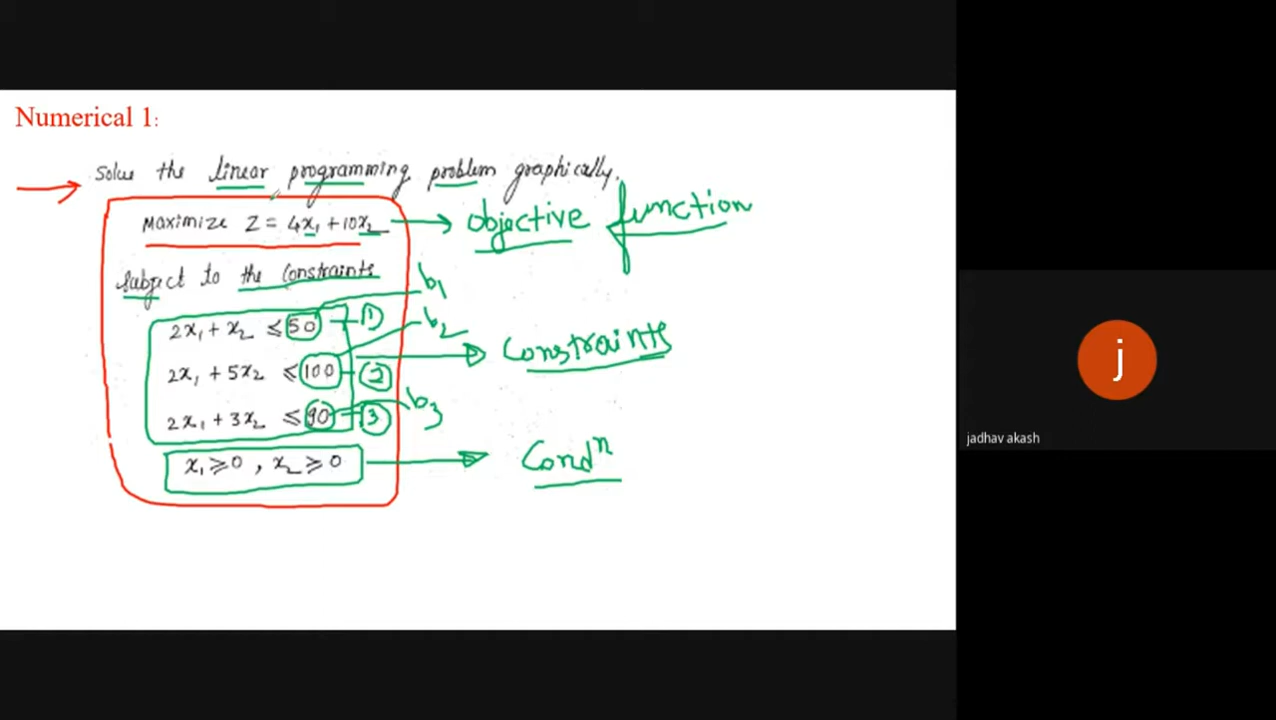 Numerical 1:
Solve the linear programming problem graphically.
Maximize Z = 4x₁ + 10x₂ → objective function
Subject to the Constraints
2x₁ + x₂ ≤ 50 ① b₁
2x₁ + 5x₂ ≤ 100 ② b₂ Constraints
2x₁ + 3x₂ ≤ 90 ③ b₃
x₁ ≥ 0, x₂ ≥ 0 → Condⁿ
j
jadhav akash